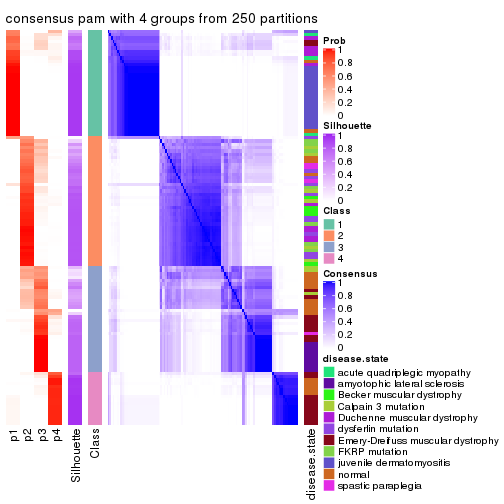 consensus pam with 4 groups from 250 partitions
Prob
1
0.8
0.6
0.4
0.2
0
Silhouette
1
0.8
0.6
0.4
0.2
0
Class
1
2
3
4
Consensus
1
0.8
0.6
0.4
0.2
0
disease.state
acute quadriplegic myopathy
amyotophic lateral sclerosis
Becker muscular dystrophy
Calpain 3 mutation
Duchenne muscular dystrophy
dysferlin mutation
Emery-Dreifuss muscular dystrophy
FKRP mutation
juvenile dermatomyositis
normal
spastic paraplegia
p1
p2
p3
p4
Silhouette
Class
disease.state